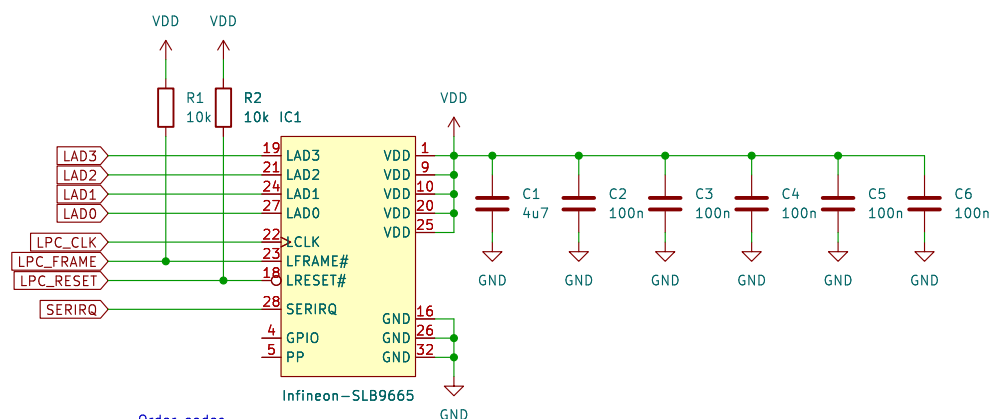 VDD VDD
R1
10k
R2
10k
IC1
VDD
LAD3 19 LAD3 VDD 1
LAD2 21 LAD2 VDD 9
LAD1 24 LAD1 VDD 10
LAD0 27 LAD0 VDD 20
VDD 25
LPC_CLK 22 LCLK
LPC_FRAME 23 LFRAME#
LPC_RESET 18 LRESET#
SERIRQ 28 SERIRQ
GND 16
4 GPIO GND 26
5 PP GND 32
Infineon-SLB9665
GND
C1
4u7
GND
C2
100n
GND
C3
100n
GND
C4
100n
GND
C5
100n
GND
C6
100n
GND
Order codes